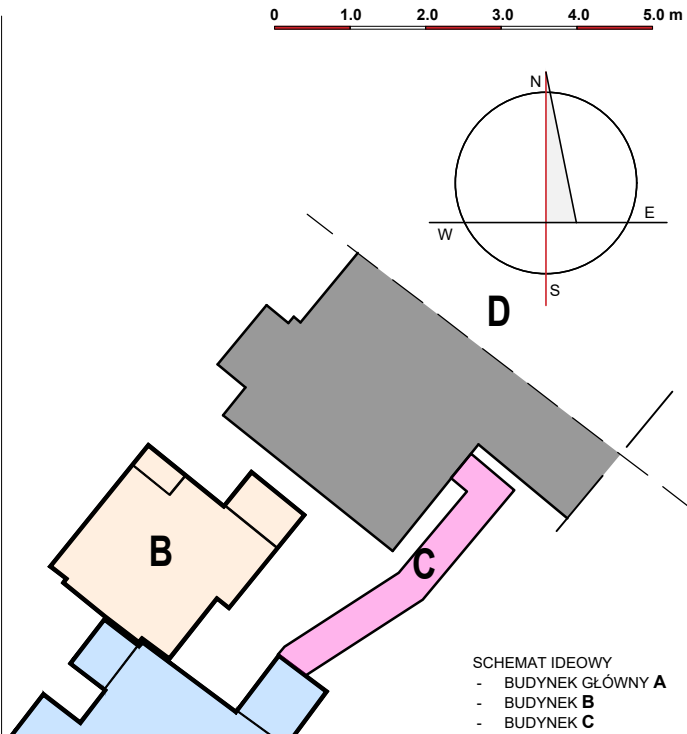 0 1.0 2.0 3.0 4.0 5.0 m
N
E
W
S
D
B
C
SCHEMAT IDEOWY
- BUDYNEK GŁÓWNY A
- BUDYNEK B
- BUDYNEK C